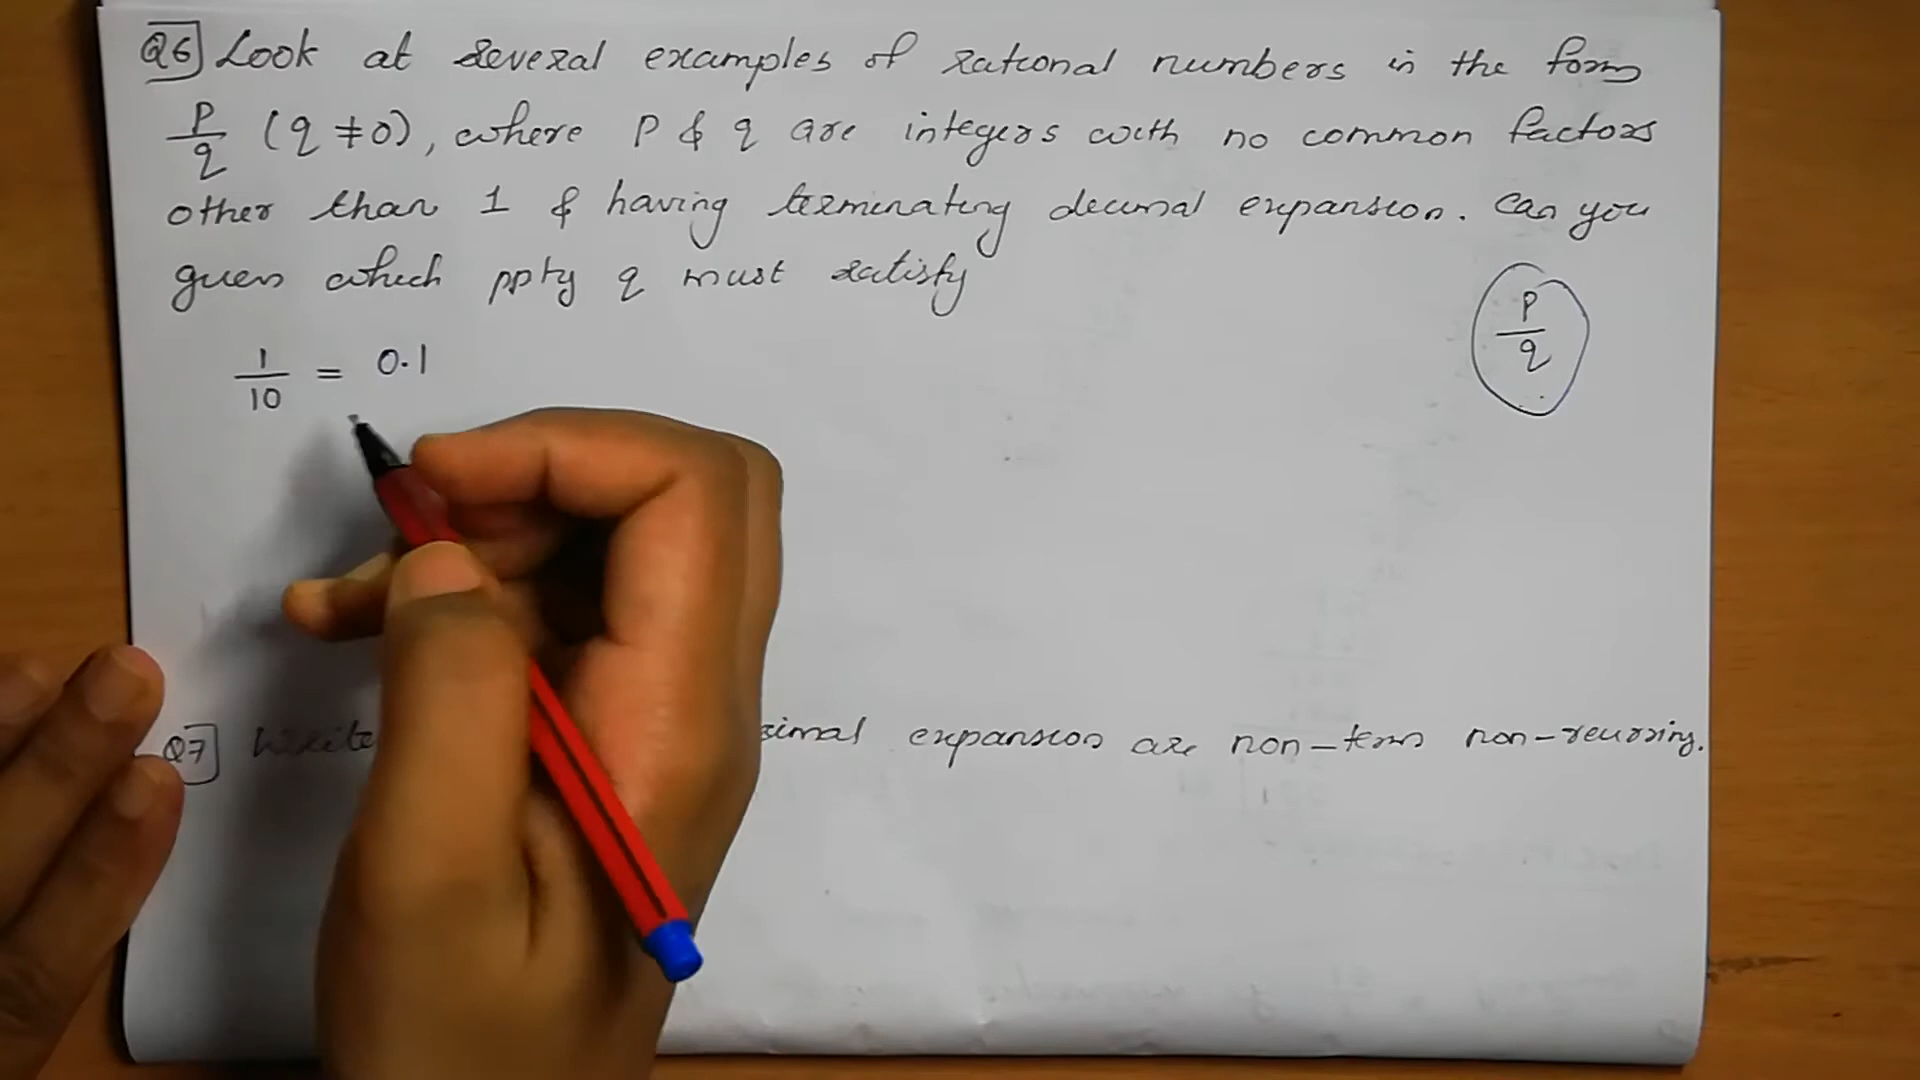 Q6 Look at several examples of rational numbers in the form
p/q (q ≠ 0), where P & q are integers with no common factors
other than 1 & having terminating decimal expansion. Can you
guess which ppty q must satisfy
P/q
1/10 = 0.1
Q7 Write expansion are non-term non-recurring.